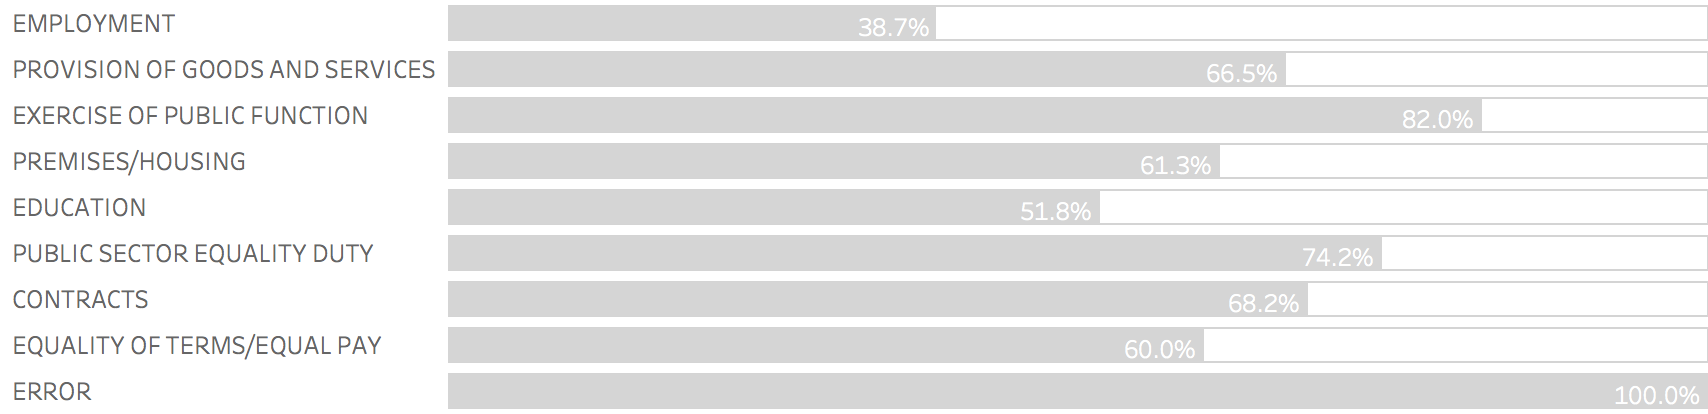 EMPLOYMENT 38.7%
PROVISION OF GOODS AND SERVICES 66.5%
EXERCISE OF PUBLIC FUNCTION 82.0%
PREMISES/HOUSING 61.3%
EDUCATION 51.8%
PUBLIC SECTOR EQUALITY DUTY 74.2%
CONTRACTS 68.2%
EQUALITY OF TERMS/EQUAL PAY 60.0%
ERROR 100.0%